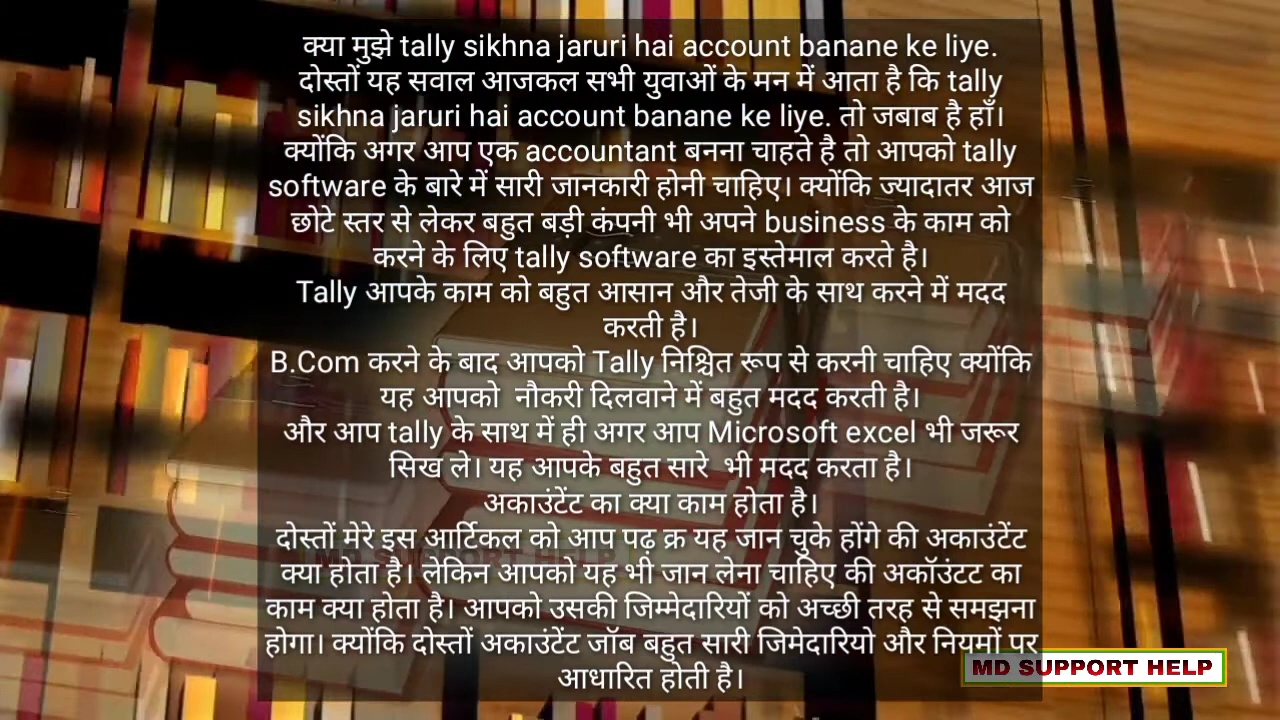 क्या मुझे tally sikhna jaruri hai account banane ke liye.
दोस्तों यह सवाल आजकल सभी युवाओं के मन में आता है कि tally
sikhna jaruri hai account banane ke liye. तो जबाब है हाँ।
क्योंकि अगर आप एक accountant बनना चाहते है तो आपको tally
software के बारे में सारी जानकारी होनी चाहिए। क्योंकि ज्यादातर आज
छोटे स्तर से लेकर बहुत बड़ी कंपनी भी अपने business के काम को
करने के लिए tally software का इस्तेमाल करते है।
Tally आपके काम को बहुत आसान और तेजी के साथ करने में मदद
करती है।
B.Com करने के बाद आपको Tally निश्चित रूप से करनी चाहिए क्योंकि
यह आपको  नौकरी दिलवाने में बहुत मदद करती है।
और आप tally के साथ में ही अगर आप Microsoft excel भी जरूर
सिख ले। यह आपके बहुत सारे  भी मदद करता है।
अकाउंटेंट का क्या काम होता है।
दोस्तों मेरे इस आर्टिकल को आप पढ़ क्र यह जान चुके होंगे की अकाउंटेंट
क्या होता है। लेकिन आपको यह भी जान लेना चाहिए की अकॉउंटट का
काम क्या होता है। आपको उसकी जिम्मेदारियों को अच्छी तरह से समझना
होगा। क्योंकि दोस्तों अकाउंटेंट जॉब बहुत सारी जिमेदारियो और नियमों पर
आधारित होती है।
MD SUPPORT HELP
MD SUPPORT HELP